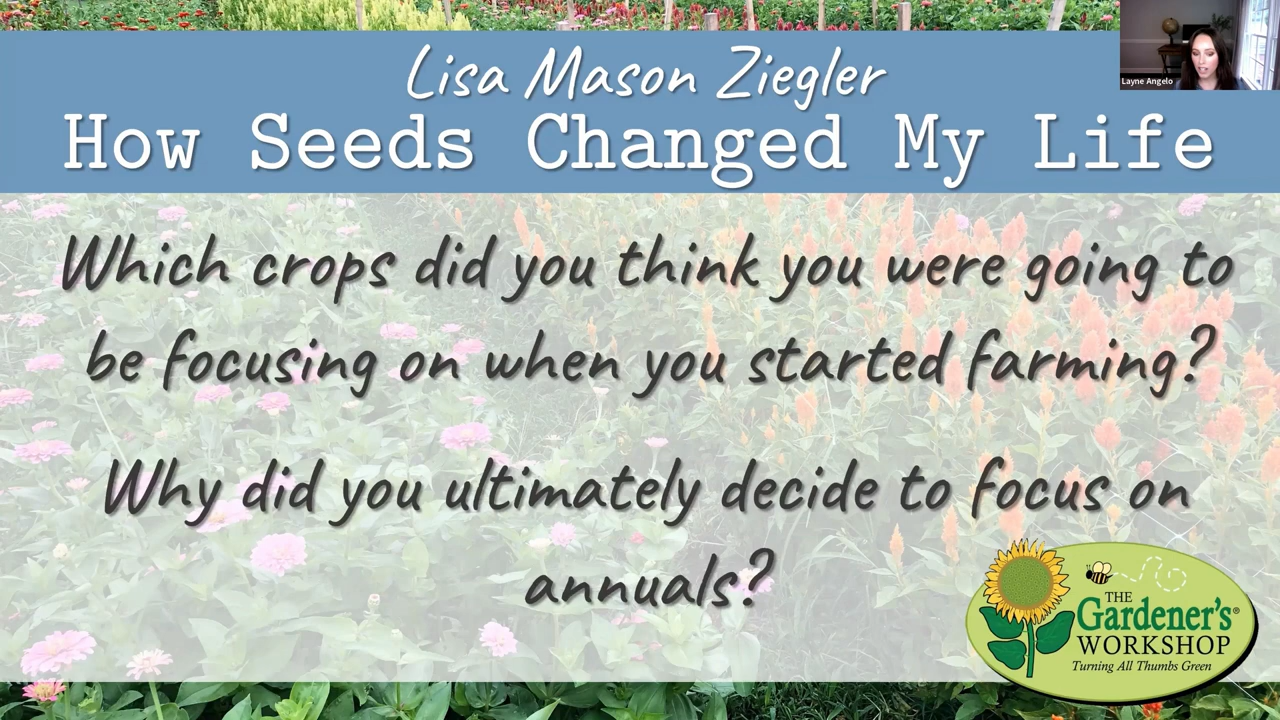 Lisa Mason Ziegler
How Seeds Changed My Life
Layne Angelo
Which crops did you think you were going to
be focusing on when you started farming?
Why did you ultimately decide to focus on
annuals?
THE
Gardener's®
WORKSHOP
Turning All Thumbs Green